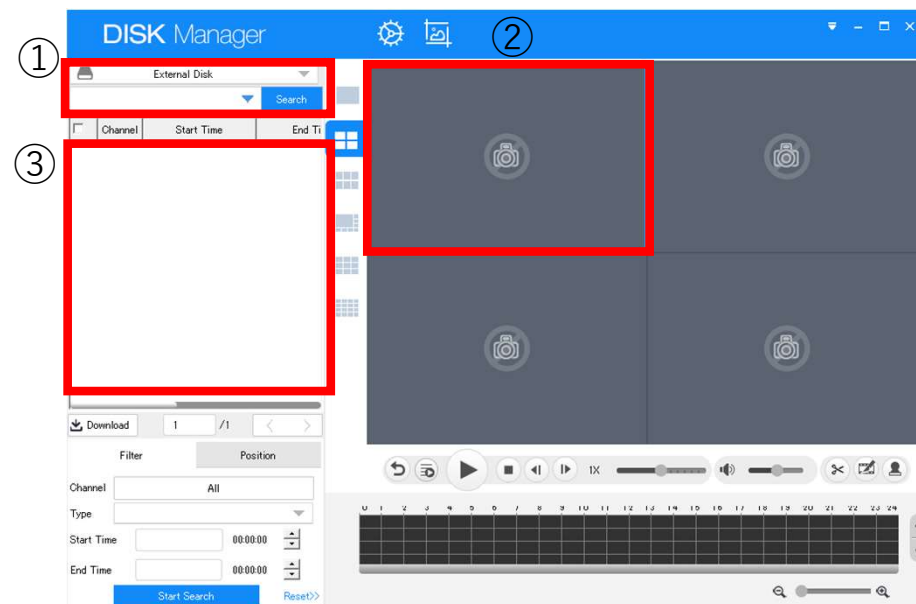 DISK Manager
②
①
External Disk
Search
Channel Start Time End Ti
③
Download 1 /1
Filter Position
Channel All
Type
Start Time 00:00:00
End Time 00:00:00
Start Search Reset>>
1X
0 1 2 3 4 5 6 7 8 9 10 11 12 13 14 15 16 17 18 19 20 21 22 23 24